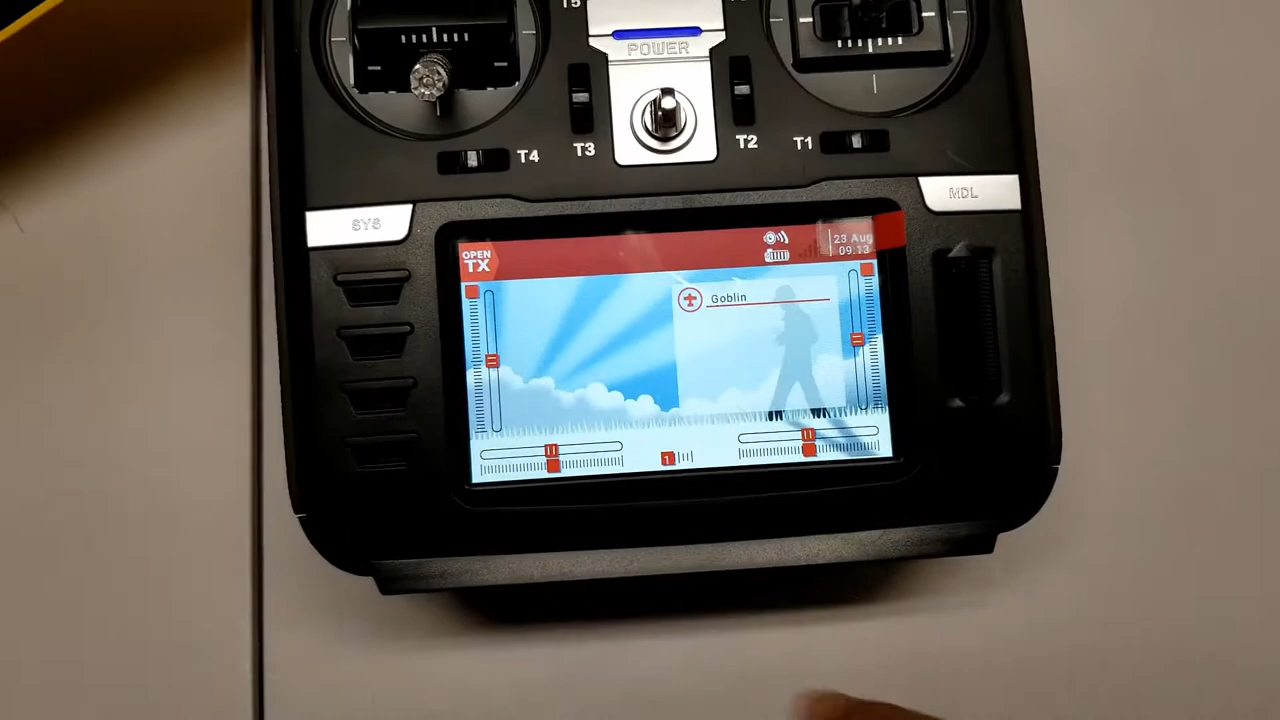 T5
POWER
T4
T3
T2
T1
SYS
MDL
OPEN
TX
23 Aug
09:13
Goblin
1